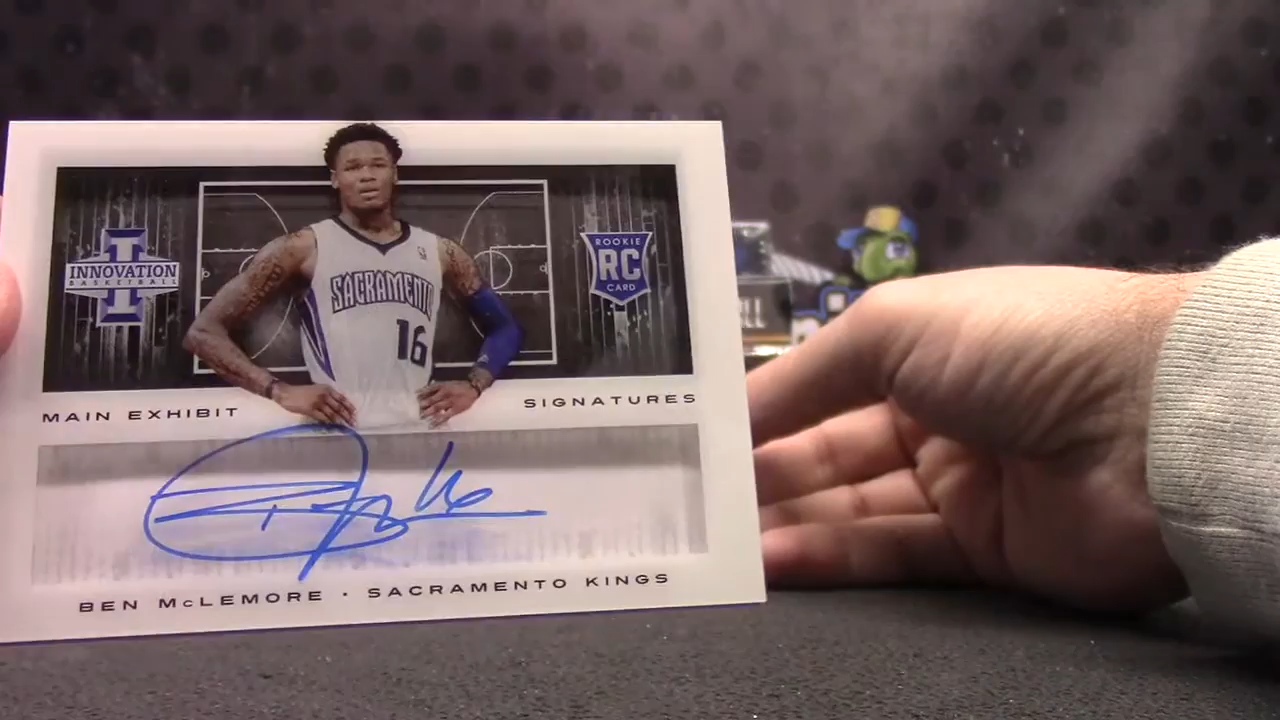 INNOVATION
BASKETBALL
ROOKIE
RC
CARD
SACRAMENTO
16
MAIN EXHIBIT
SIGNATURES
BEN McLEMORE · SACRAMENTO KINGS